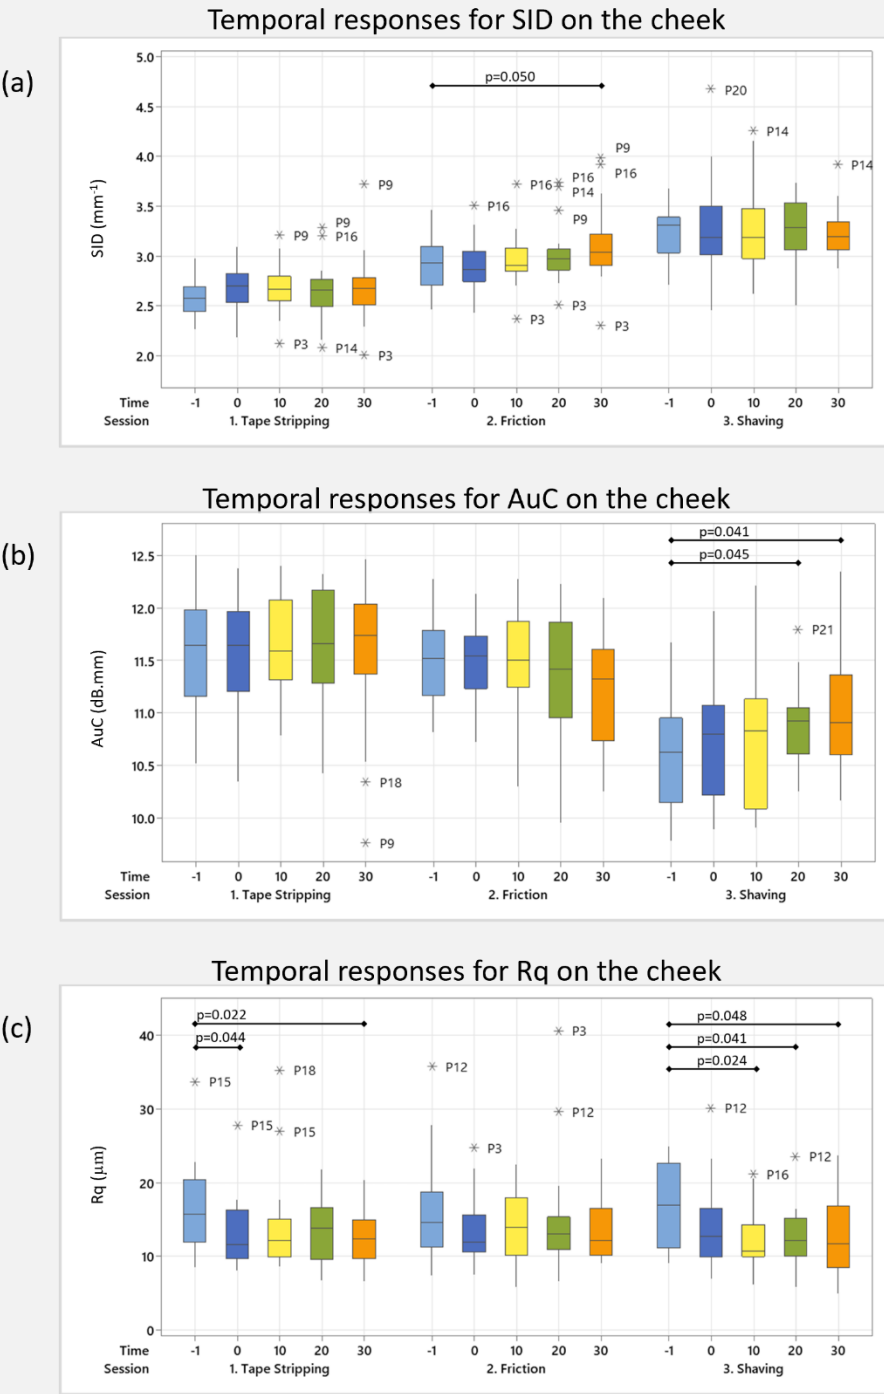 Temporal responses for SID on the cheek
(a)
5.0
p=0.050
4.5
P20
P14
4.0
P9
P16
P14
SID (mm⁻¹)
3.5
P9
P16
P16
P16
P14
P9
3.0
P9
P16
2.5
P3
P3
P3
2.0
P3
P14
P3
Time -1 0 10 20 30 -1 0 10 20 30 -1 0 10 20 30
Session 1. Tape Stripping 2. Friction 3. Shaving
Temporal responses for AuC on the cheek
(b)
p=0.041
p=0.045
12.5
12.0
P21
11.5
AuC (dB.mm)
11.0
10.5
P18
10.0
P9
Time -1 0 10 20 30 -1 0 10 20 30 -1 0 10 20 30
Session 1. Tape Stripping 2. Friction 3. Shaving
Temporal responses for Rq on the cheek
(c)
p=0.022
p=0.044
p=0.048
p=0.041
p=0.024
40
P3
P15
P18
P12
30
P15
P15
P12
P12
P3
P16
P12
Rq (µm)
20
10
0
Time -1 0 10 20 30 -1 0 10 20 30 -1 0 10 20 30
Session 1. Tape Stripping 2. Friction 3. Shaving